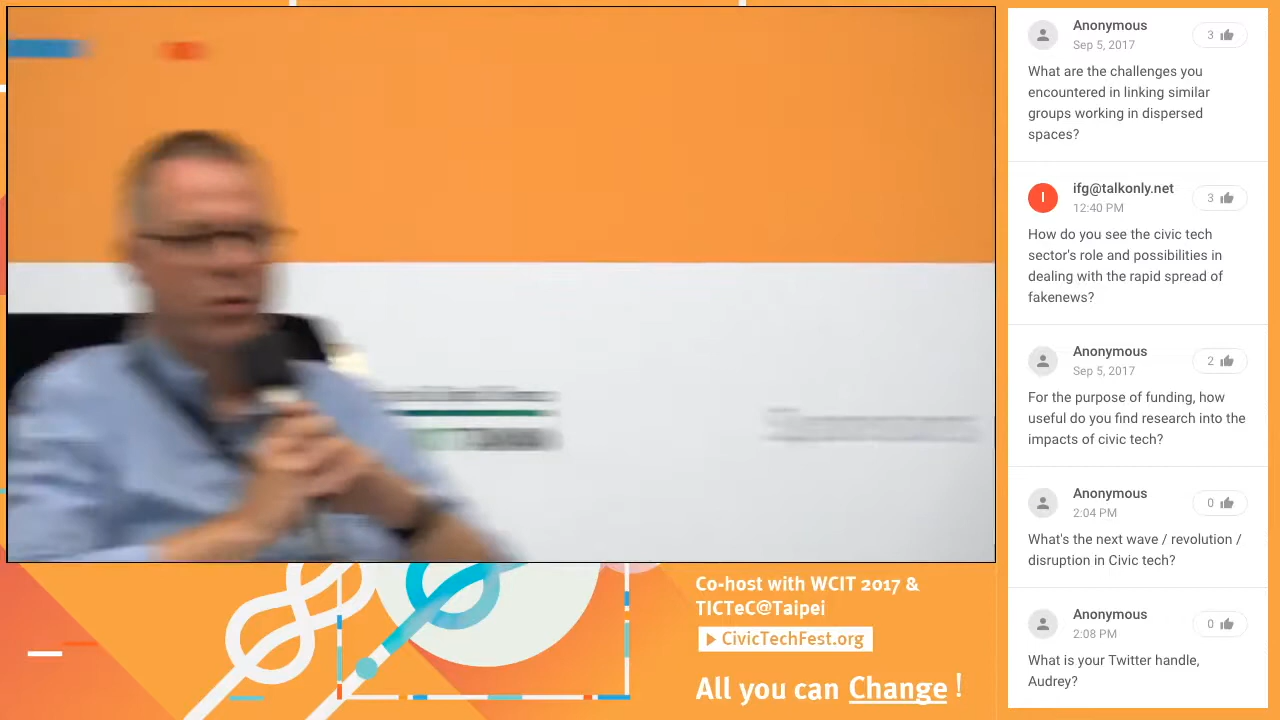 Anonymous
Sep 5, 2017
3
What are the challenges you
encountered in linking similar
groups working in dispersed
spaces?
I
ifg@talkonly.net
12:40 PM
3
How do you see the civic tech
sector's role and possibilities in
dealing with the rapid spread of
fakenews?
Anonymous
Sep 5, 2017
2
For the purpose of funding, how
useful do you find research into the
impacts of civic tech?
Anonymous
2:04 PM
0
What's the next wave / revolution /
disruption in Civic tech?
Anonymous
2:08 PM
0
What is your Twitter handle,
Audrey?
Co-host with WCIT 2017 &
TICTeC@Taipei
CivicTechFest.org
All you can Change!